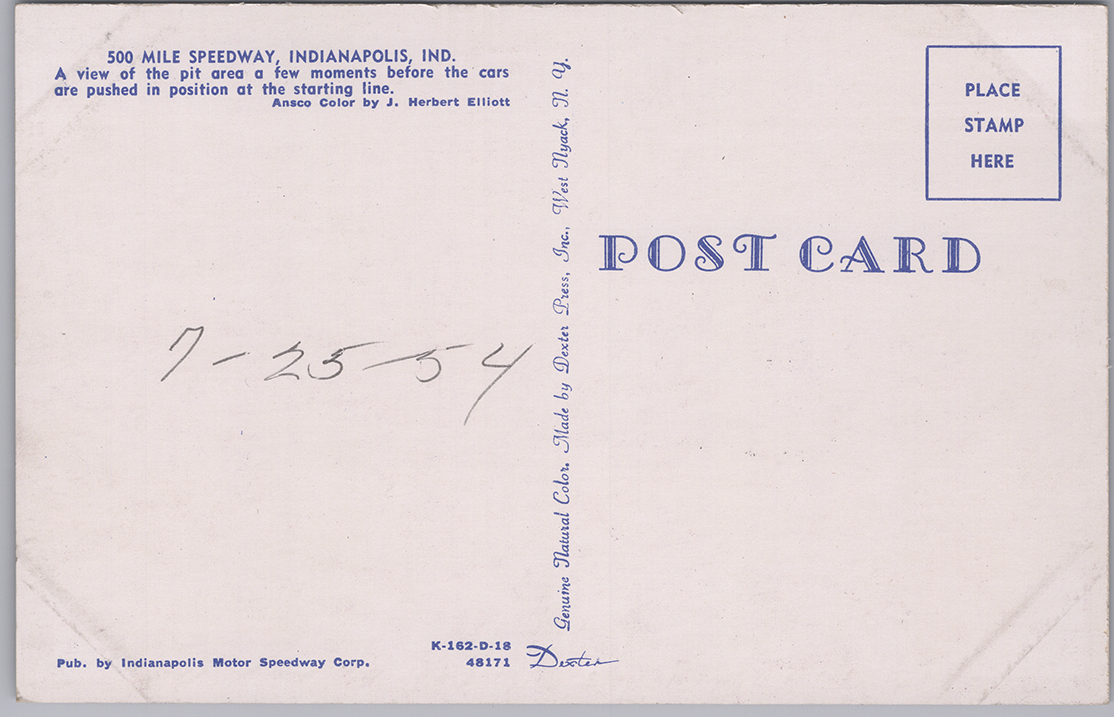 500 MILE SPEEDWAY, INDIANAPOLIS, IND.
A view of the pit area a few moments before the cars
are pushed in position at the starting line.
Ansco Color by J. Herbert Elliott
7-25-54
Pub. by Indianapolis Motor Speedway Corp.
K-162-D-18
48171
Genuine Natural Color. Made by Dexter Press, Inc., West Nyack, N. Y.
Dexter
PLACE
STAMP
HERE
POST CARD